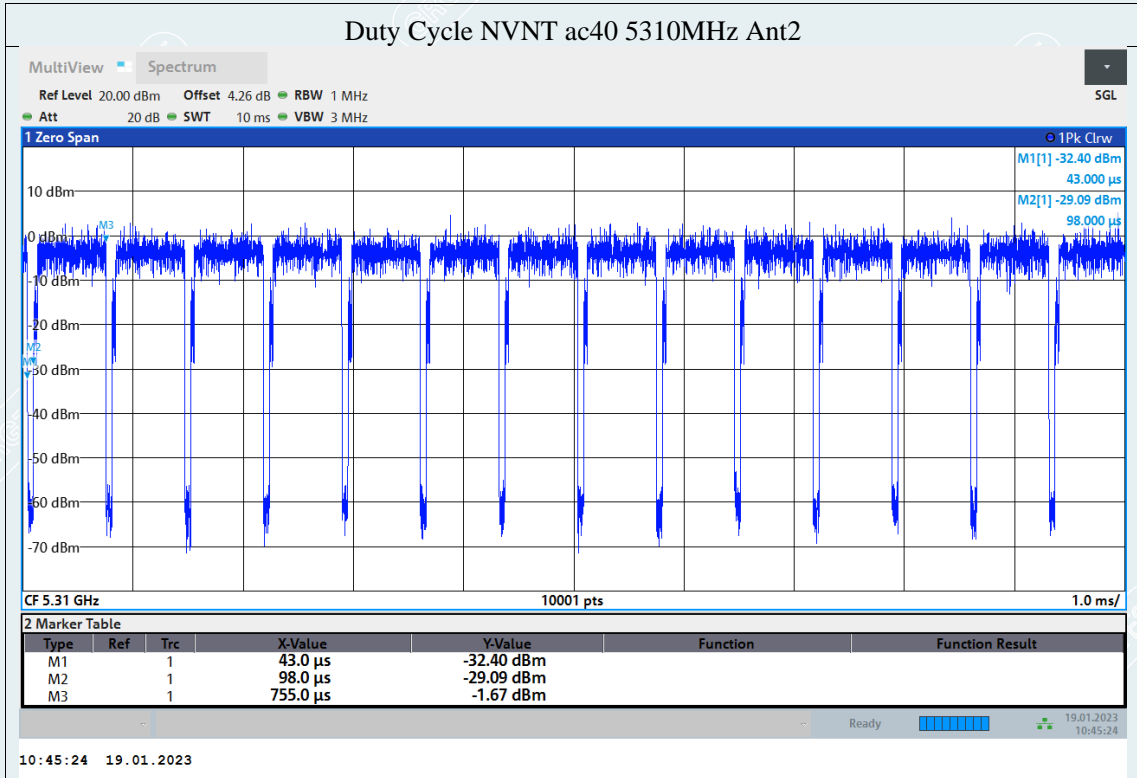 Duty Cycle NVNT ac40 5310MHz Ant2
MultiView Spectrum
Ref Level 20.00 dBm Offset 4.26 dB RBW 1 MHz SGL
Att 20 dB SWT 10 ms VBW 3 MHz
1 Zero Span 1Pk Clrw
M1[1] -32.40 dBm
43.000 µs
M2[1] -29.09 dBm
98.000 µs
10 dBm
M3
0 dBm
-10 dBm
-20 dBm
M2
M1
-30 dBm
-40 dBm
-50 dBm
-60 dBm
-70 dBm
CF 5.31 GHz 10001 pts 1.0 ms/
2 Marker Table
Type Ref Trc X-Value Y-Value Function Function Result
M1 1 43.0 µs -32.40 dBm
M2 1 98.0 µs -29.09 dBm
M3 1 755.0 µs -1.67 dBm
Ready 19.01.2023
10:45:24
10:45:24 19.01.2023